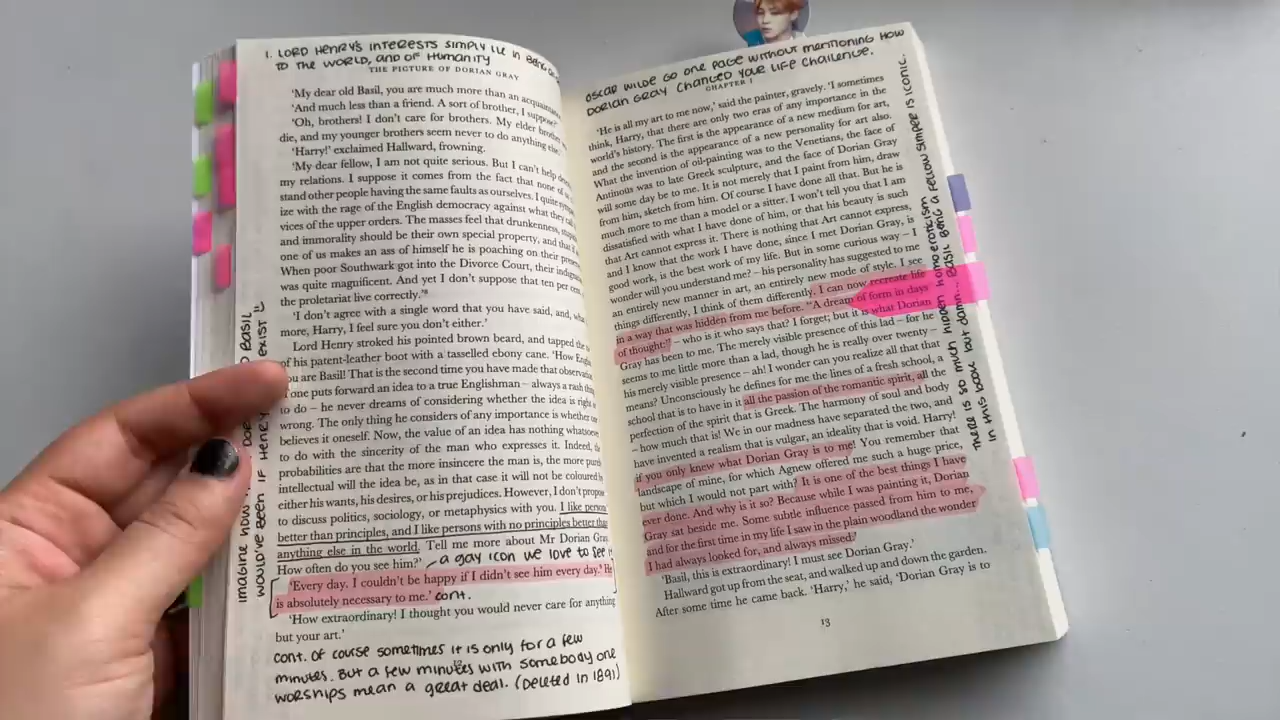 1. LORD HENRY'S INTERESTS SIMPLY LIE IN BEING
TO THE WORLD, AND OF HUMANITY
THE PICTURE OF DORIAN GRAY
'My dear old Basil, you are much more than an acquaintance.'
'And much less than a friend. A sort of brother, I suppose?'
'Oh, brothers! I don't care for brothers. My elder brother
die, and my younger brothers seem never to do anything else.'
'Harry!' exclaimed Hallward, frowning.
'My dear fellow, I am not quite serious. But I can't help
my relations. I suppose it comes from the fact that none of
stand other people having the same faults as ourselves. I quite
ize with the rage of the English democracy against what they
vices of the upper orders. The masses feel that drunkenness,
and immorality should be their own special property, and that if
one of us makes an ass of himself he is poaching on their
When poor Southwark got into the Divorce Court, their
was quite magnificent. And yet I don't suppose that ten per cent.
the proletariat live correctly.'⁸
'I don't agree with a single word that you have said, and,
more, Harry, I feel sure you don't either.'
Lord Henry stroked his pointed brown beard, and tapped the
of his patent-leather boot with a tasselled ebony cane. 'How
you are Basil! That is the second time you have made that
one puts forward an idea to a true Englishman – always a rash
to do – he never dreams of considering whether the idea is right
wrong. The only thing he considers of any importance is whether
believes it oneself. Now, the value of an idea has nothing whatsoever
to do with the sincerity of the man who expresses it. Indeed, the
probabilities are that the more insincere the man is, the more purely
intellectual will the idea be, as in that case it will not be coloured by
either his wants, his desires, or his prejudices. However, I don't propose
to discuss politics, sociology, or metaphysics with you. I like persons
better than principles, and I like persons with no principles better than
anything else in the world. Tell me more about Mr Dorian Gray.
How often do you see him?'
– a gay icon we love to see it
'Every day. I couldn't be happy if I didn't see him every day. He
is absolutely necessary to me.' cont.
'How extraordinary! I thought you would never care for anything
but your art.'
cont. OF course sometimes it is only for a few
minutes. But a few minutes with somebody one
worships mean a great deal. (Deleted in 1891)
BASIL
WOULDVE BEEN IF HENRY EXIST
OSCAR WILDE GO ONE PAGE WITHOUT MENTIONING HOW
DORIAN GRAY CHANGED YOUR LIFE CHALLENGE.
CHAPTER I
'He is all my art to me now,' said the painter, gravely. 'I sometimes
think, Harry, that there are only two eras of any importance in the
world's history. The first is the appearance of a new medium for art,
and the second is the appearance of a new personality for art also.
What the invention of oil-painting was to the Venetians, the face of
Antinous was to late Greek sculpture, and the face of Dorian Gray
will some day be to me. It is not merely that I paint from him, draw
from him, sketch from him. Of course I have done all that. But he is
much more to me than a model or a sitter. I won't tell you that I am
dissatisfied with what I have done of him, or that his beauty is such
that Art cannot express it. There is nothing that Art cannot express,
and I know that the work I have done, since I met Dorian Gray, is
good work, is the best work of my life. But in some curious way – I
wonder will you understand me? – his personality has suggested to me
an entirely new manner in art, an entirely new mode of style. I see
things differently, I think of them differently. I can now recreate life
in a way that was hidden from me before. "A dream of form in days
of thought:" – who is it who says that? I forget; but it is what Dorian
Gray has been to me. The merely visible presence of this lad – for he
seems to me little more than a lad, though he is really over twenty –
his merely visible presence – ah! I wonder can you realize all that that
means? Unconsciously he defines for me the lines of a fresh school, a
school that is to have in it all the passion of the romantic spirit, all the
perfection of the spirit that is Greek. The harmony of soul and body
– how much that is! We in our madness have separated the two, and
have invented a realism that is vulgar, an ideality that is void. Harry!
if you only knew what Dorian Gray is to me! You remember that
landscape of mine, for which Agnew offered me such a huge price,
but which I would not part with? It is one of the best things I have
ever done. And why is it so? Because while I was painting it, Dorian
Gray sat beside me. Some subtle influence passed from him to me,
and for the first time in my life I saw in the plain woodland the wonder
I had always looked for, and always missed.'
'Basil, this is extraordinary! I must see Dorian Gray.'
Hallward got up from the seat, and walked up and down the garden.
After some time he came back. 'Harry,' he said, 'Dorian Gray is to
13
BASIL BEING A FELLOW SIMPER IS ICONIC.
THERE IS SO MUCH HIDDEN HOMOEROTICISM
IN THIS BOOK but damn...